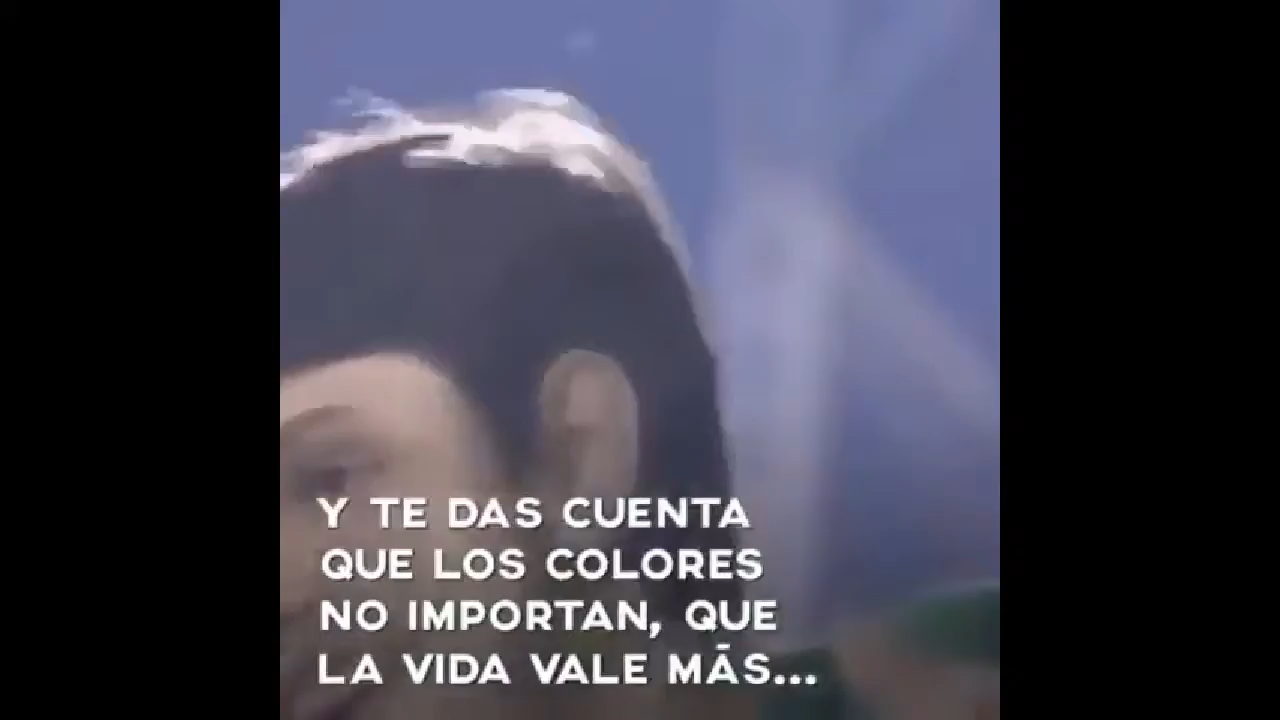 Y TE DAS CUENTA
QUE LOS COLORES
NO IMPORTAN, QUE
LA VIDA VALE MÁS...